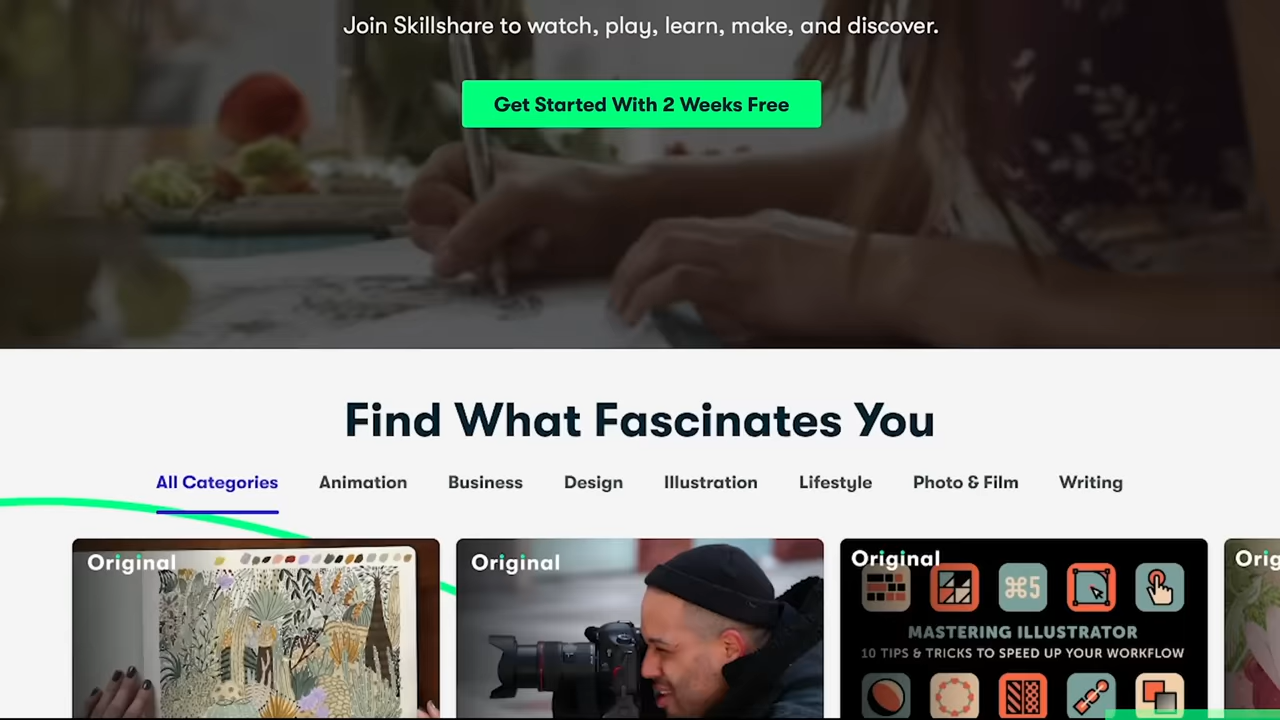 Join Skillshare to watch, play, learn, make, and discover.
Get Started With 2 Weeks Free
Find What Fascinates You
All Categories Animation Business Design Illustration Lifestyle Photo & Film Writing
Original Original Original Orig
⌘5
MASTERING ILLUSTRATOR
10 TIPS & TRICKS TO SPEED UP YOUR WORKFLOW